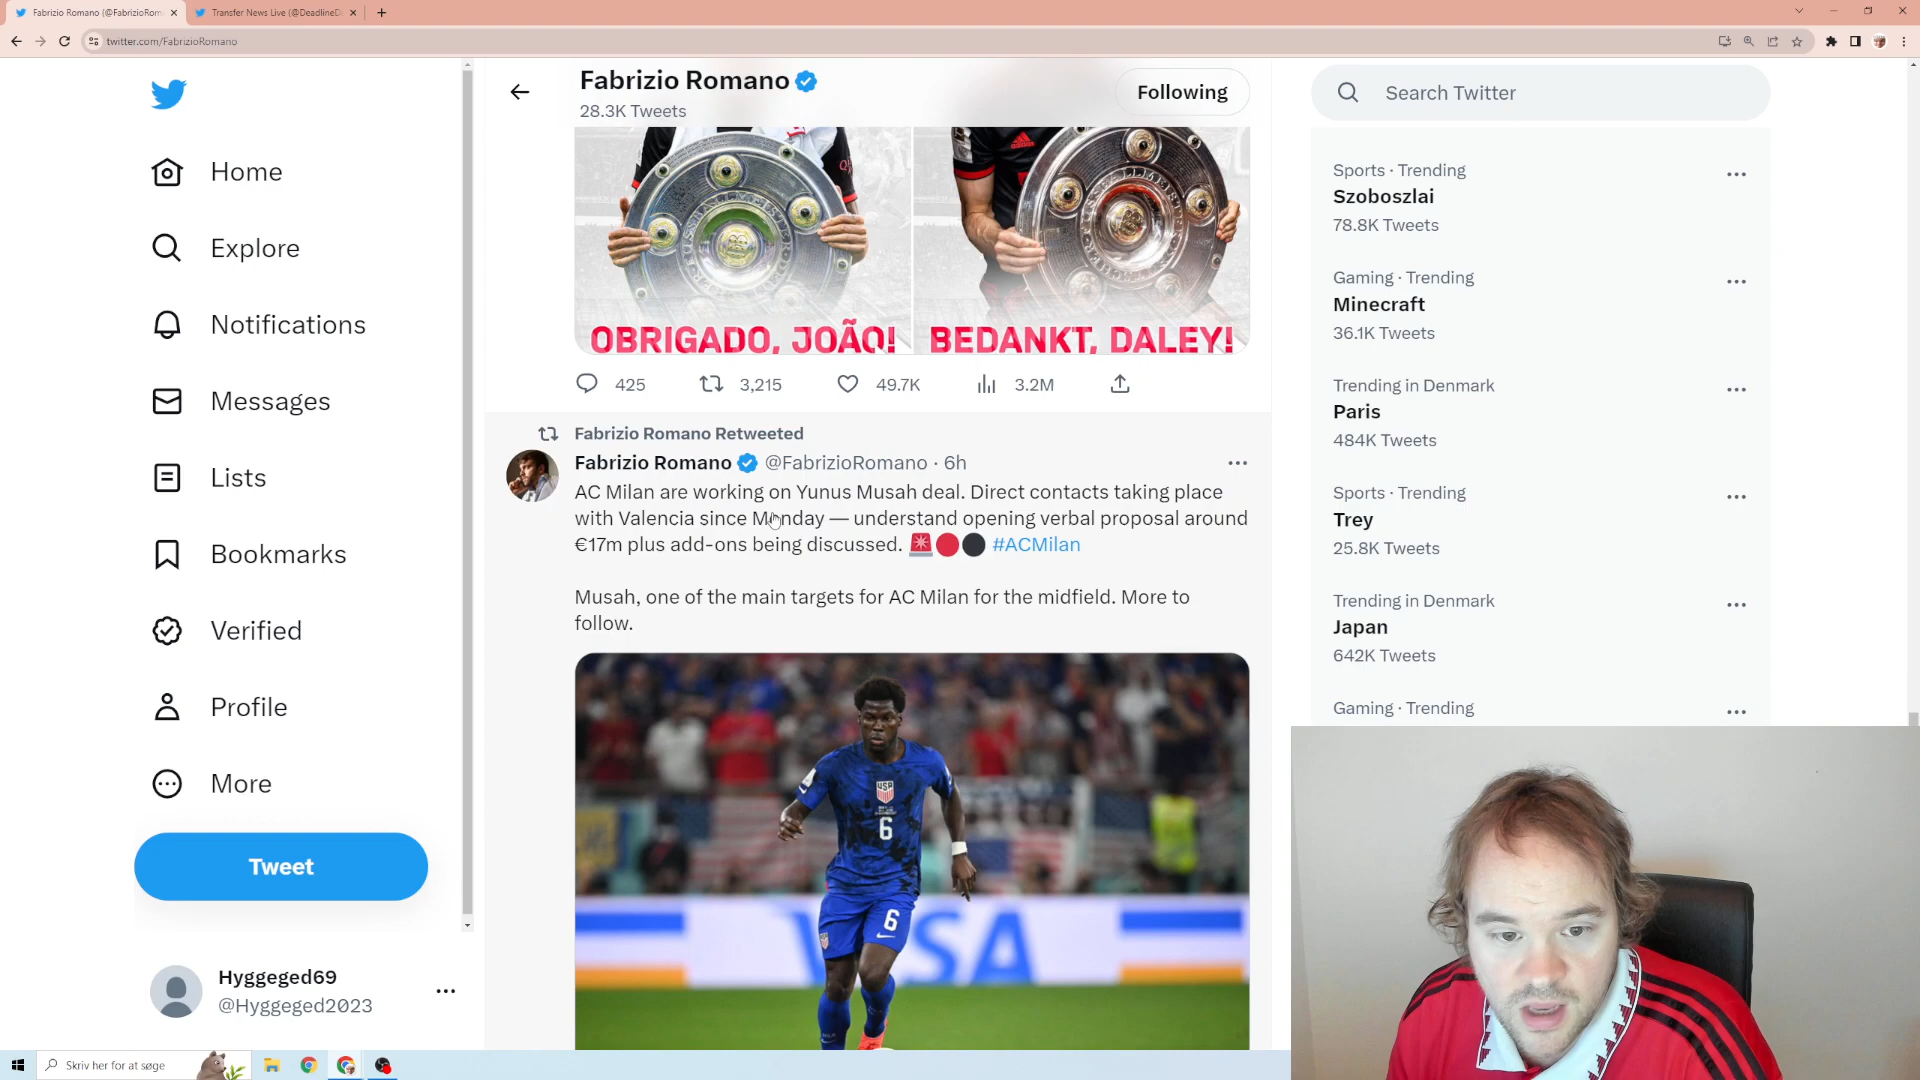 Fabrizio Romano (@FabrizioRom
Transfer News Live (@DeadlineD
twitter.com/FabrizioRomano
Home
Explore
Notifications
Messages
Lists
Bookmarks
Verified
Profile
More
Tweet
Hyggeged69
@Hyggeged2023
Fabrizio Romano
28.3K Tweets
Following
OBRIGADO, JOÃO!
BEDANKT, DALEY!
425
3,215
49.7K
3.2M
Fabrizio Romano Retweeted
Fabrizio Romano @FabrizioRomano · 6h
AC Milan are working on Yunus Musah deal. Direct contacts taking place
with Valencia since Monday — understand opening verbal proposal around
€17m plus add-ons being discussed. 🚨🔴⚫ #ACMilan
Musah, one of the main targets for AC Milan for the midfield. More to
follow.
USA
6
6
VISA
Search Twitter
Sports · Trending
Szoboszlai
78.8K Tweets
Gaming · Trending
Minecraft
36.1K Tweets
Trending in Denmark
Paris
484K Tweets
Sports · Trending
Trey
25.8K Tweets
Trending in Denmark
Japan
642K Tweets
Gaming · Trending
Skriv her for at søge